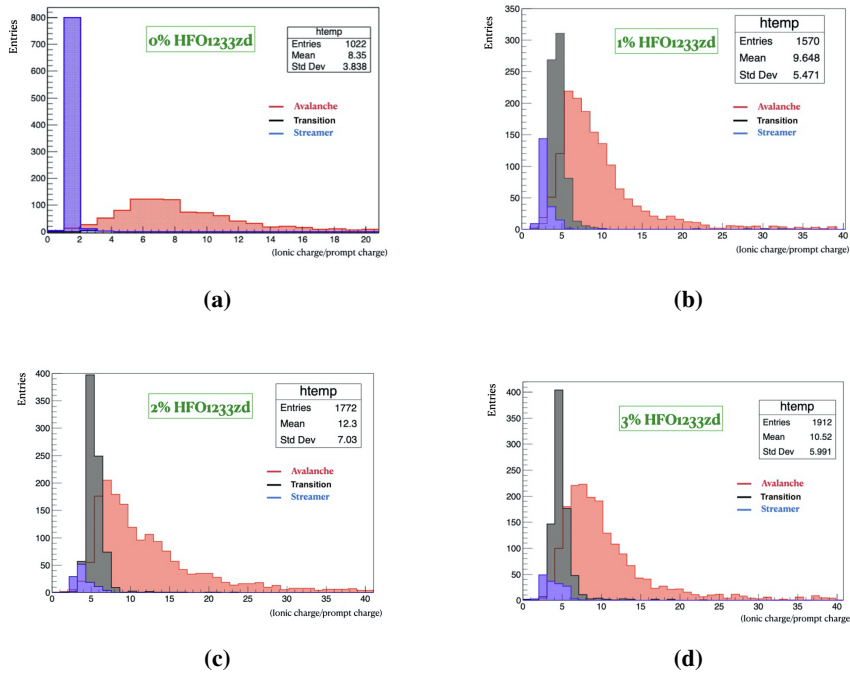 Entries
0% HFO1233zd
htemp
Entries 1022
Mean 8.35
Std Dev 3.838
Avalanche
Transition
Streamer
800
700
600
500
400
300
200
100
0
0 2 4 6 8 10 12 14 16 18 20
(Ionic charge/prompt charge)
(a)
Entries
1% HFO1233zd
htemp
Entries 1570
Mean 9.648
Std Dev 5.471
Avalanche
Transition
Streamer
350
300
250
200
150
100
50
0
0 5 10 15 20 25 30 35 40
(Ionic charge/prompt charge)
(b)
Entries
2% HFO1233zd
htemp
Entries 1772
Mean 12.3
Std Dev 7.03
Avalanche
Transition
Streamer
400
350
300
250
200
150
100
50
0
0 5 10 15 20 25 30 35 40
(Ionic charge/prompt charge)
(c)
Entries
3% HFO1233zd
htemp
Entries 1912
Mean 10.52
Std Dev 5.991
Avalanche
Transition
Streamer
400
350
300
250
200
150
100
50
0
0 5 10 15 20 25 30 35 40
(Ionic charge/prompt charge
(d)